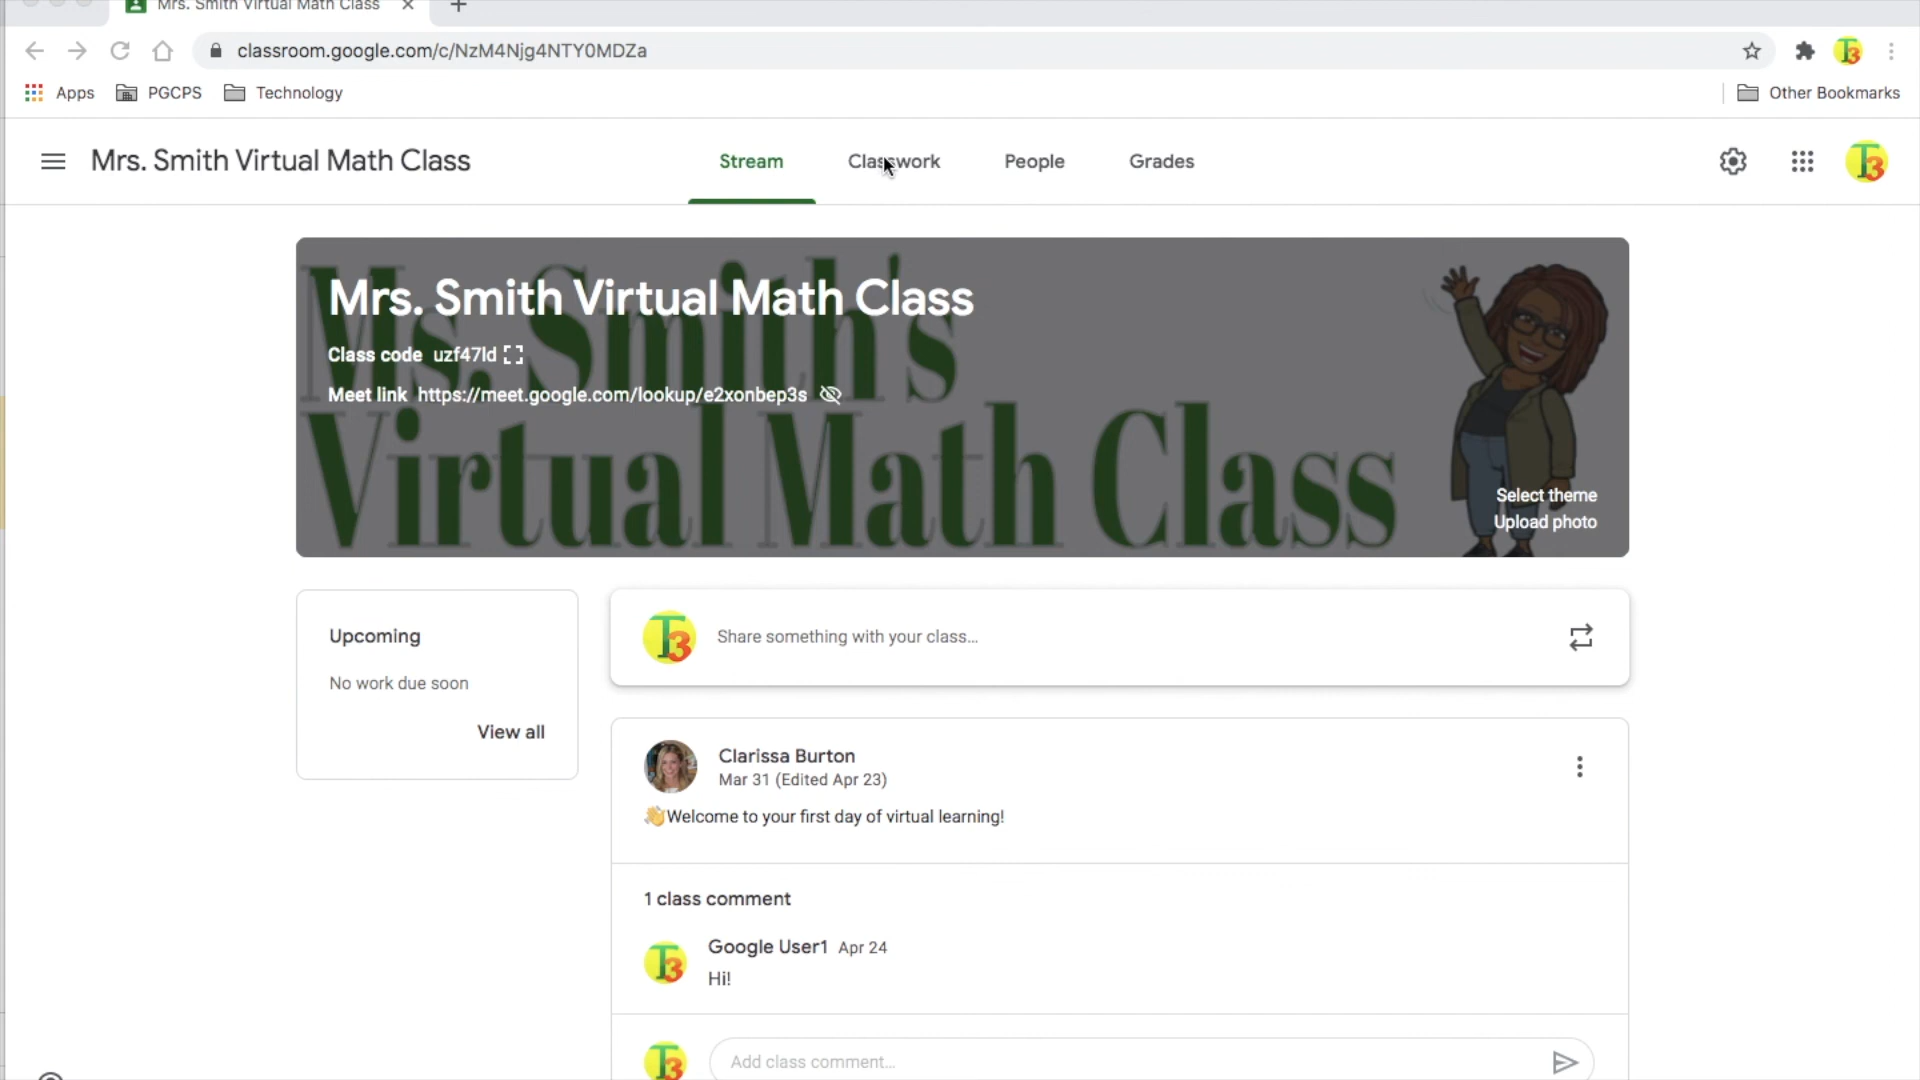 Mrs. Smith Virtual Math Class
classroom.google.com/c/NzM4Njg4NTY0MDZa
Apps PGCPS Technology Other Bookmarks
Mrs. Smith Virtual Math Class Stream Classwork People Grades T3
Ms. Smith's
Virtual Math Class
Mrs. Smith Virtual Math Class
Class code uzf47ld
Meet link https://meet.google.com/lookup/e2xonbep3s
Select theme
Upload photo
Upcoming
No work due soon
View all
T3 Share something with your class...
Clarissa Burton
Mar 31 (Edited Apr 23)
👋Welcome to your first day of virtual learning!
1 class comment
T3 Google User1 Apr 24
Hi!
T3 Add class comment...